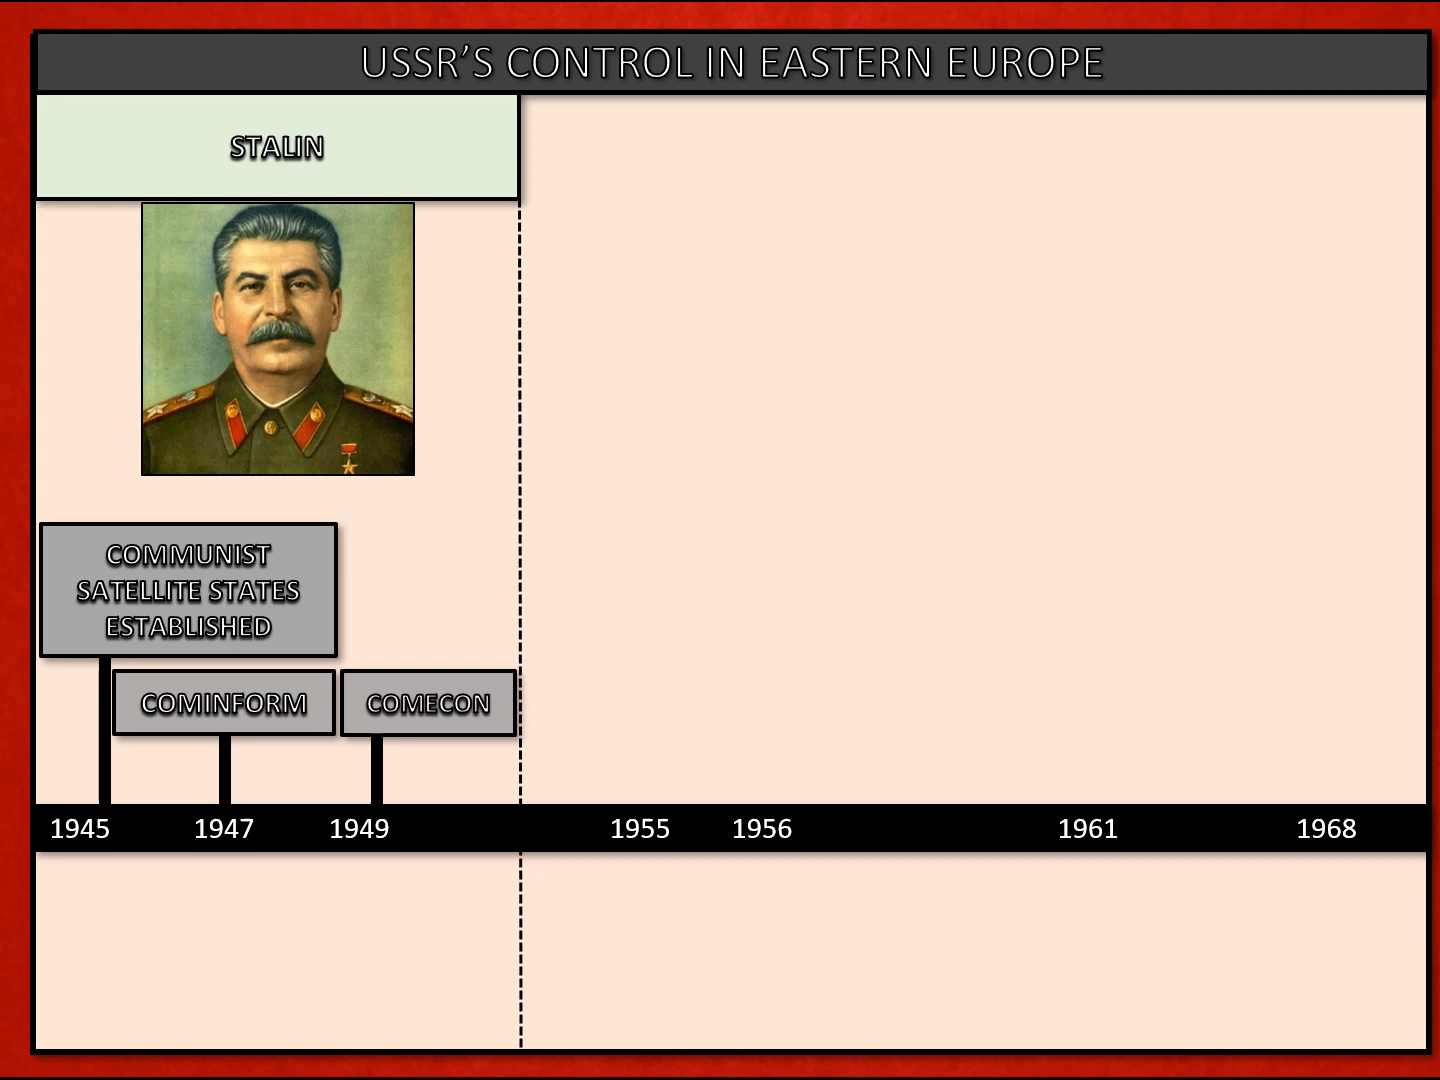 USSR’S CONTROL IN EASTERN EUROPE
STALIN
COMMUNIST
SATELLITE STATES
ESTABLISHED
COMINFORM
COMECON
1945
1947
1949
1955
1956
1961
1968